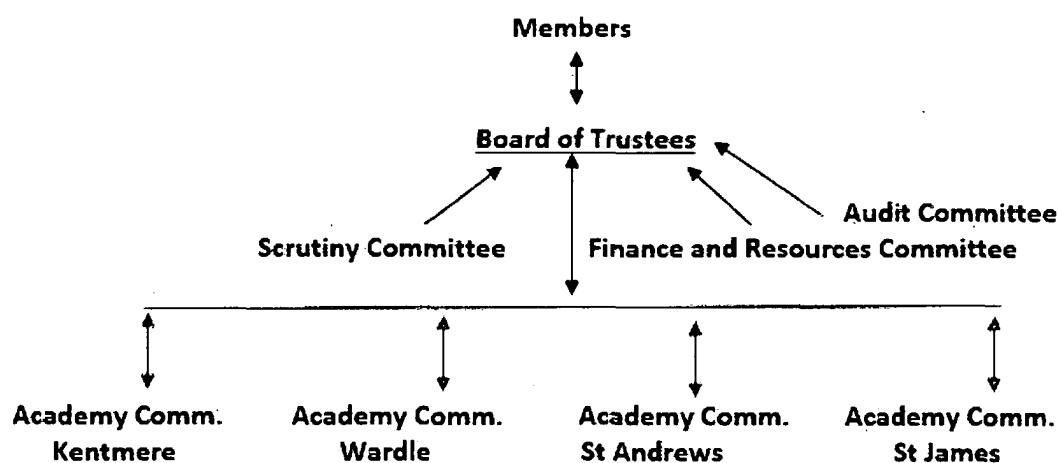 Members
Board of Trustees
Audit Committee
Scrutiny Committee
Finance and Resources Committee
Academy Comm.
Kentmere
Academy Comm.
Wardle
Academy Comm.
St Andrews
Academy Comm.
St James